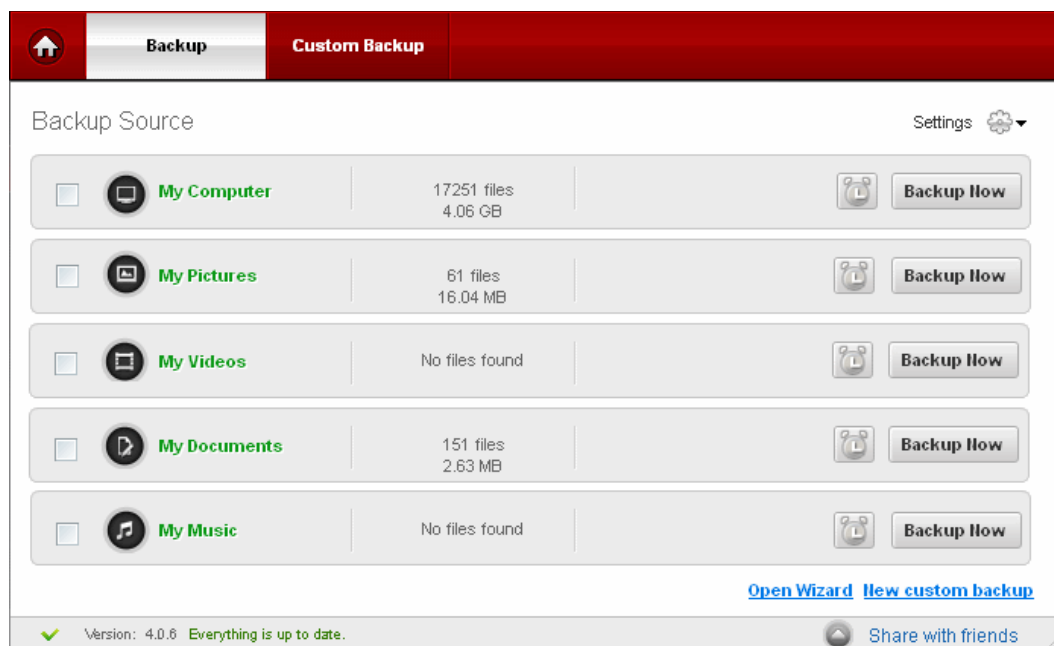 Backup Custom Backup
Backup Source Settings
My Computer 17251 files Backup Now
4.06 GB
My Pictures 61 files Backup Now
16.04 MB
My Videos No files found Backup Now
My Documents 151 files Backup Now
2.63 MB
My Music No files found Backup Now
Open Wizard New custom backup
Version: 4.0.6 Everything is up to date. Share with friends